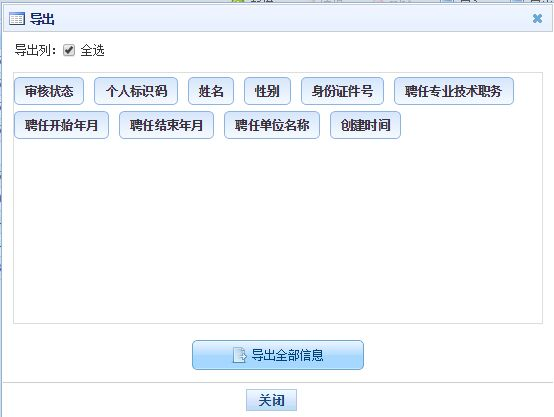 导出
导出列: 全选
审核状态 个人标识码 姓名 性别 身份证件号 聘任专业技术职务
聘任开始年月 聘任结束年月 聘任单位名称 创建时间
导出全部信息
关闭